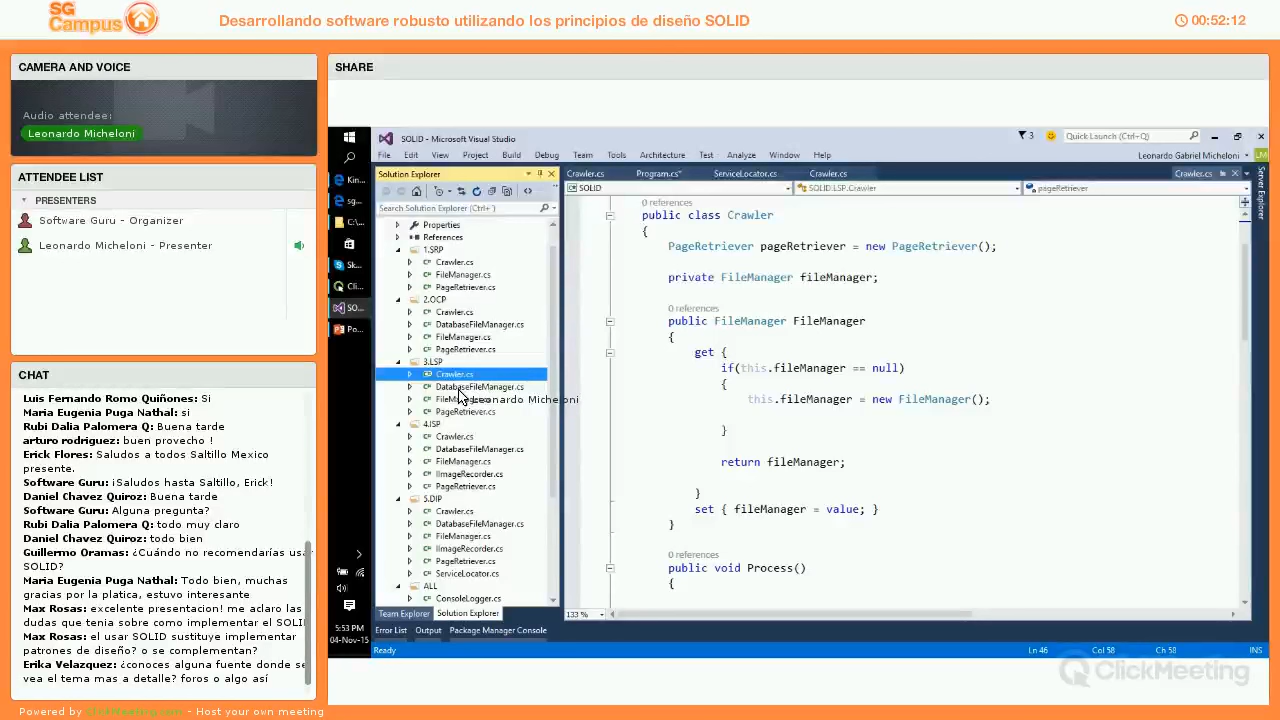 SG Campus
Desarrollando software robusto utilizando los principios de diseño SOLID
00:52:12
CAMERA AND VOICE
Audio attendee:
Leonardo Micheloni
ATTENDEE LIST
PRESENTERS
Software Guru - Organizer
Leonardo Micheloni - Presenter
CHAT
Luis Fernando Romo Quiñones: Si
Maria Eugenia Puga Nathal: si
Rubi Dalia Palomera Q: Buena tarde
arturo rodriguez: buen provecho !
Erick Flores: Saludos a todos Saltillo Mexico
presente.
Software Guru: ¡Saludos hasta Saltillo, Erick!
Daniel Chavez Quiroz: Buena tarde
Software Guru: Alguna pregunta?
Rubi Dalia Palomera Q: todo muy claro
Daniel Chavez Quiroz: todo bien
Guillermo Oramas: ¿Cuándo no recomendarías usar
SOLID?
Maria Eugenia Puga Nathal: Todo bien, muchas
gracias por la platica, estuvo interesante
Max Rosas: excelente presentacion! me aclaro las
dudas que tenia sobre como implementar el SOLI
Max Rosas: el usar SOLID sustituye implementar
patrones de diseño? o se complementan?
Erika Velazquez: ¿conoces alguna fuente donde se
vea el tema mas a detalle? foros o algo así
Powered by ClickMeeting.com - Host your own meeting
SHARE
SOLID - Microsoft Visual Studio
3
Quick Launch (Ctrl+Q)
File Edit View Project Build Debug Team Tools Architecture Test Analyze Window Help
Leonardo Gabriel Micheloni
LM
Kin...
sg...
C:\...
Sk...
Cli...
SO...
Po...
5:53 PM
04-Nov-15
Solution Explorer
Search Solution Explorer (Ctrl+')
Properties
References
1.SRP
Crawler.cs
FileManager.cs
PageRetriever.cs
2.OCP
Crawler.cs
DatabaseFileManager.cs
FileManager.cs
PageRetriever.cs
3.LSP
Crawler.cs
DatabaseFileManager.cs
Leonardo Micheloni
PageRetriever.cs
4.ISP
Crawler.cs
DatabaseFileManager.cs
FileManager.cs
IImageRecorder.cs
PageRetriever.cs
5.DIP
Crawler.cs
DatabaseFileManager.cs
FileManager.cs
IImageRecorder.cs
PageRetriever.cs
ServiceLocator.cs
ALL
ConsoleLogger.cs
Team Explorer Solution Explorer
Crawler.cs Program.cs* ServiceLocator.cs Crawler.cs Crawler.cs
SOLID SOLID.LSP.Crawler pageRetriever
Server Explorer
0 references
public class Crawler
{
PageRetriever pageRetriever = new PageRetriever();
private FileManager fileManager;
0 references
public FileManager FileManager
{
get {
if(this.fileManager == null)
{
this.fileManager = new FileManager();
}
return fileManager;
}
set { fileManager = value; }
}
0 references
public void Process()
{
133 %
Error List Output Package Manager Console
Ready Ln 46 Col 58 Ch 58 INS
ClickMeeting